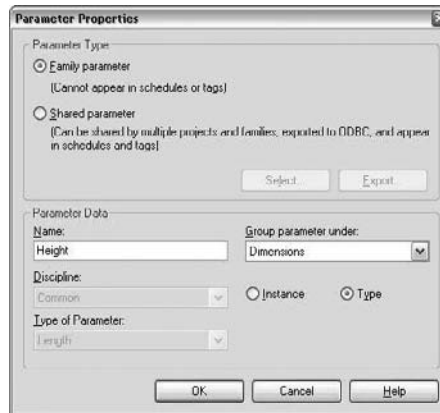 Parameter Properties
Parameter Type
Family parameter
(Cannot appear in schedules or tags)
Shared parameter
(Can be shared by multiple projects and families, exported to ODBC, and appear
in schedules and tags)
Select... Export...
Parameter Data
Name: Group parameter under:
Height Dimensions
Discipline:
Common Instance Type
Type of Parameter:
Length
OK Cancel Help